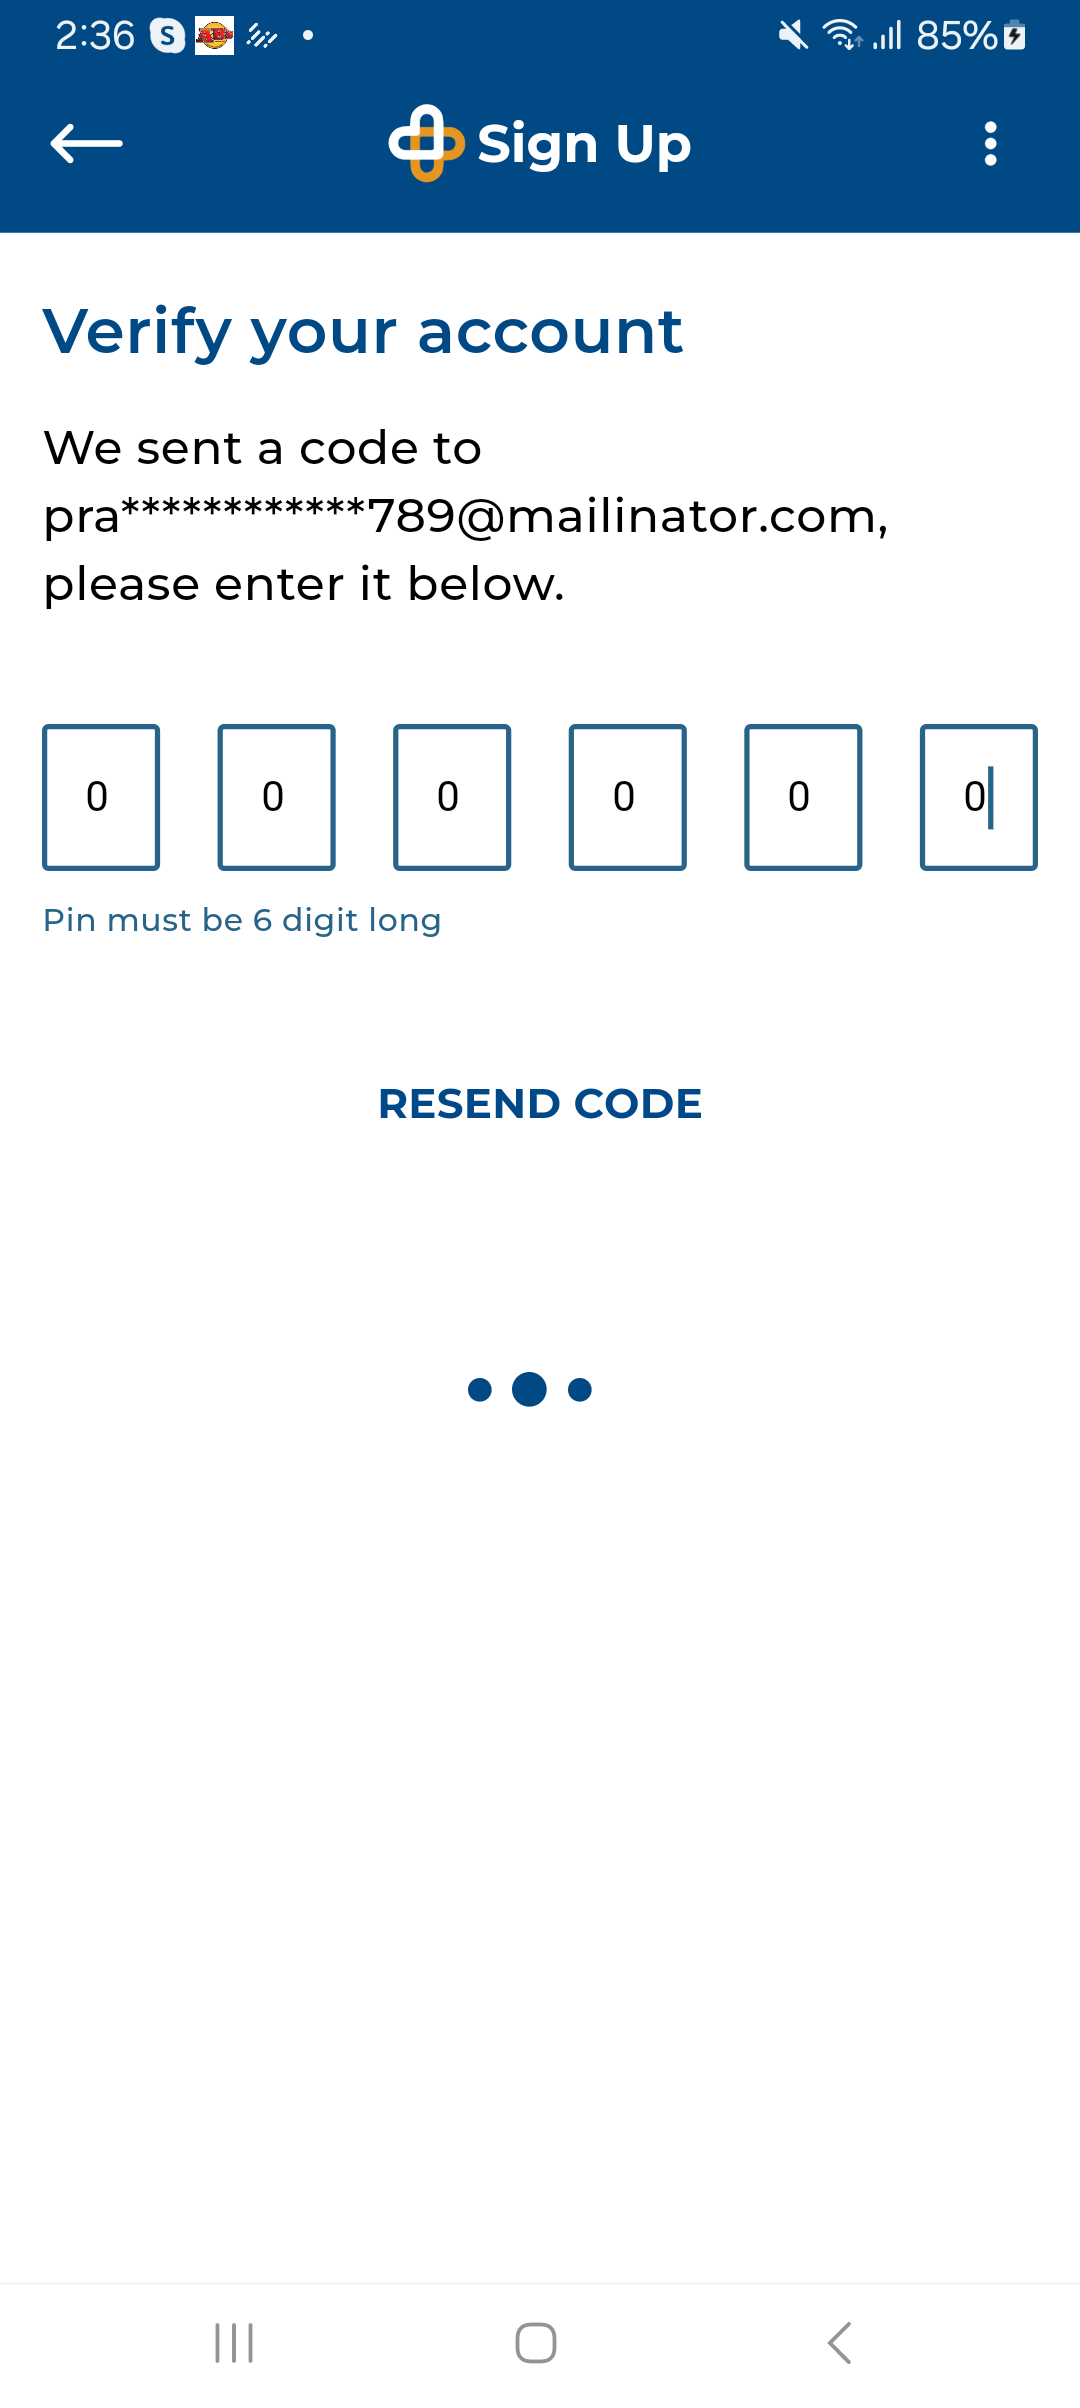 2:36 S ABs 85%
Sign Up
Verify your account
We sent a code to
pra************789@mailinator.com,
please enter it below.
0 0 0 0 0 0
Pin must be 6 digit long
RESEND CODE